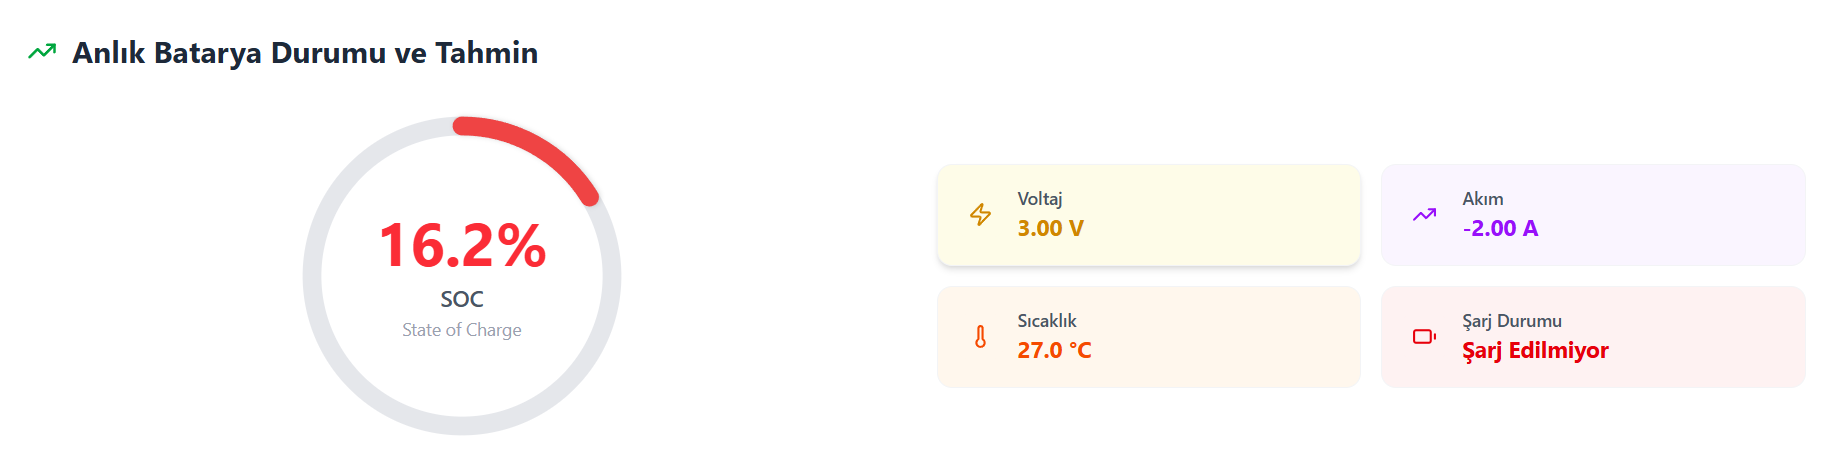 Anlık Batarya Durumu ve Tahmin
16.2%
SOC
State of Charge
Voltaj
3.00 V
Akım
-2.00 A
Sıcaklık
27.0 °C
Şarj Durumu
Şarj Edilmiyor